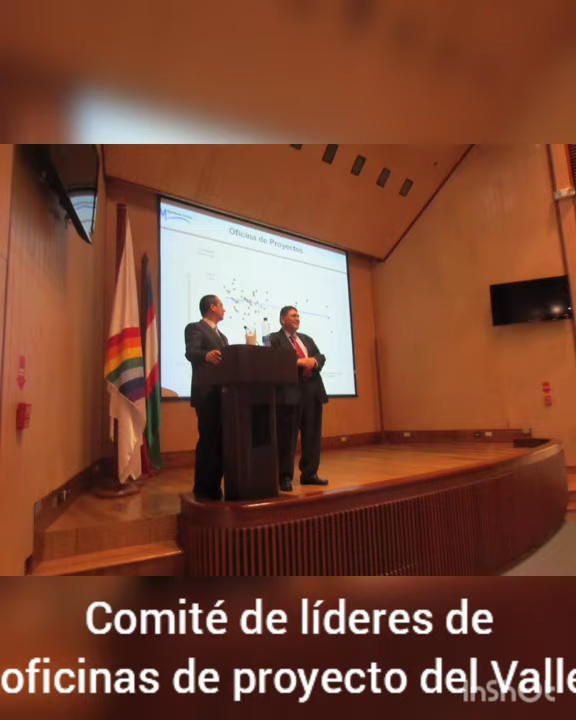 Oficina de Proyectos
Comité de líderes de
oficinas de proyecto del Valle
InShOt